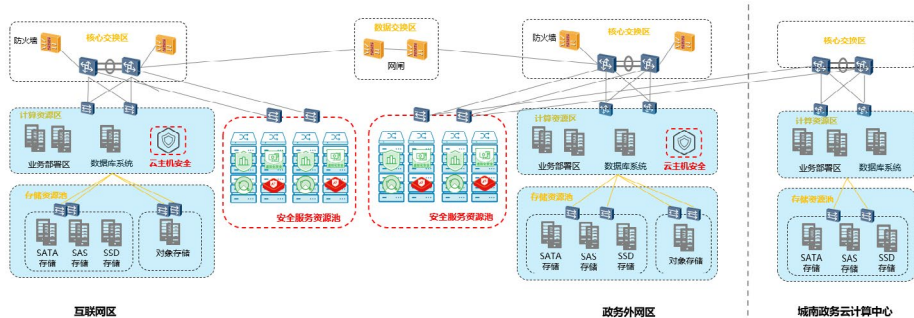 防火墙
核心交换区
数据交换区
网闸
防火墙
核心交换区
核心交换区
计算资源区
业务部署区
数据库系统
云主机安全
计算资源区
业务部署区
数据库系统
云主机安全
计算资源区
业务部署区
数据库系统
存储资源池
SATA
存储
SAS
存储
SSD
存储
对象存储
安全服务资源池
安全服务资源池
存储资源池
SATA
存储
SAS
存储
SSD
存储
对象存储
存储资源池
SATA
存储
SAS
存储
SSD
存储
互联网区
政务外网区
城南政务云计算中心